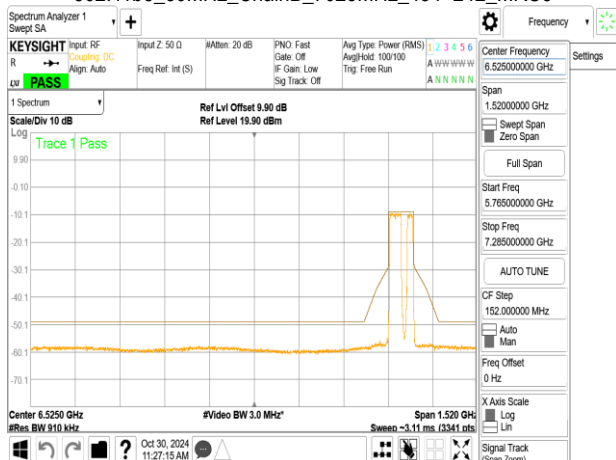 Spectrum Analyzer 1
Swept SA
Frequency
Settings
KEYSIGHT
R
LXI
PASS
Input: RF
Coupling: DC
Align: Auto
Input Z: 50 Ω
Freq Ref: Int (S)
#Atten: 20 dB
PNO: Fast
Gate: Off
IF Gain: Low
Sig Track: Off
Avg Type: Power (RMS)
Avg|Hold: 100/100
Trig: Free Run
1 2 3 4 5 6
A W W W W W
A N N N N N
1 Spectrum
Scale/Div 10 dB
Ref Lvl Offset 9.90 dB
Ref Level 19.90 dBm
Log
Trace 1 Pass
9.90
-0.10
-10.1
-20.1
-30.1
-40.1
-50.1
-60.1
-70.1
Center 6.5250 GHz
#Res BW 910 kHz
#Video BW 3.0 MHz*
Span 1.520 GHz
Sweep ~3.11 ms (3341 pts
Oct 30, 2024
11:27:15 AM
Center Frequency
6.525000000 GHz
Span
1.52000000 GHz
Swept Span
Zero Span
Full Span
Start Freq
5.765000000 GHz
Stop Freq
7.285000000 GHz
AUTO TUNE
CF Step
152.000000 MHz
Auto
Man
Freq Offset
0 Hz
X Axis Scale
Log
Lin
Signal Track
(Span Zoom)